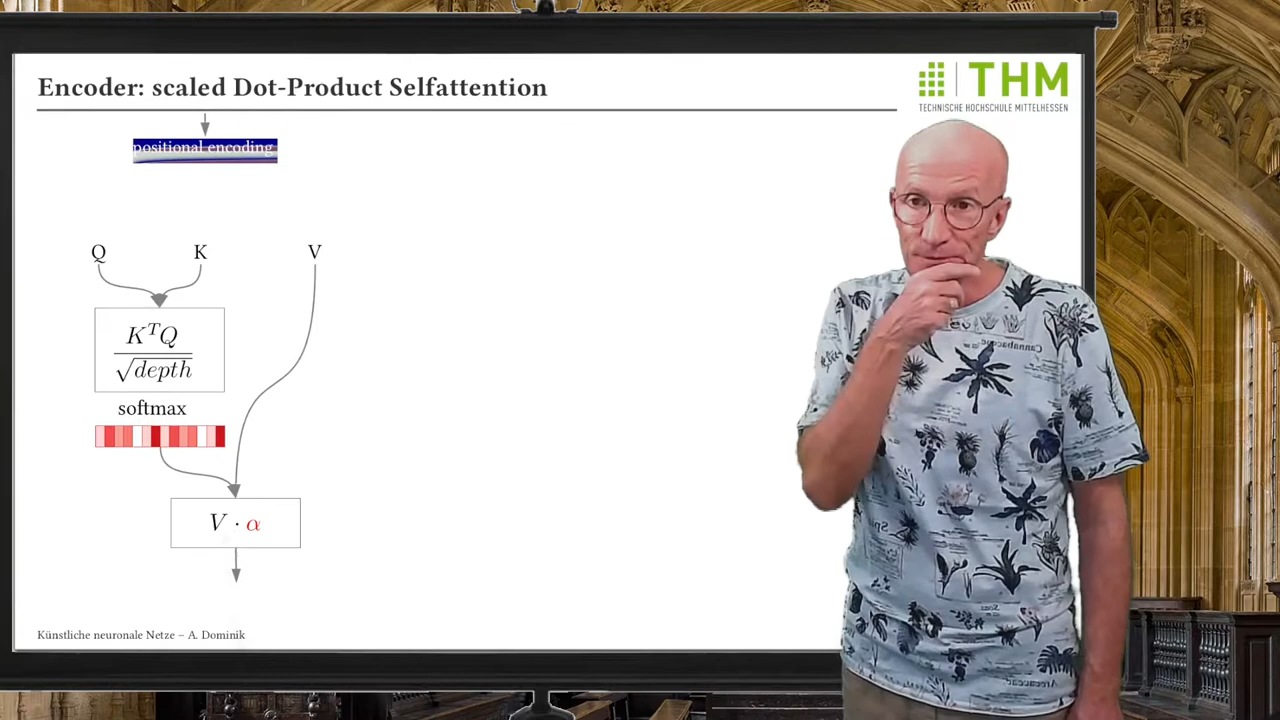 Encoder: scaled Dot-Product Selfattention
THM
TECHNISCHE HOCHSCHULE MITTELHESSEN
positional encoding
Q K V
K^T Q
√depth
softmax
V · α
Künstliche neuronale Netze – A. Dominik